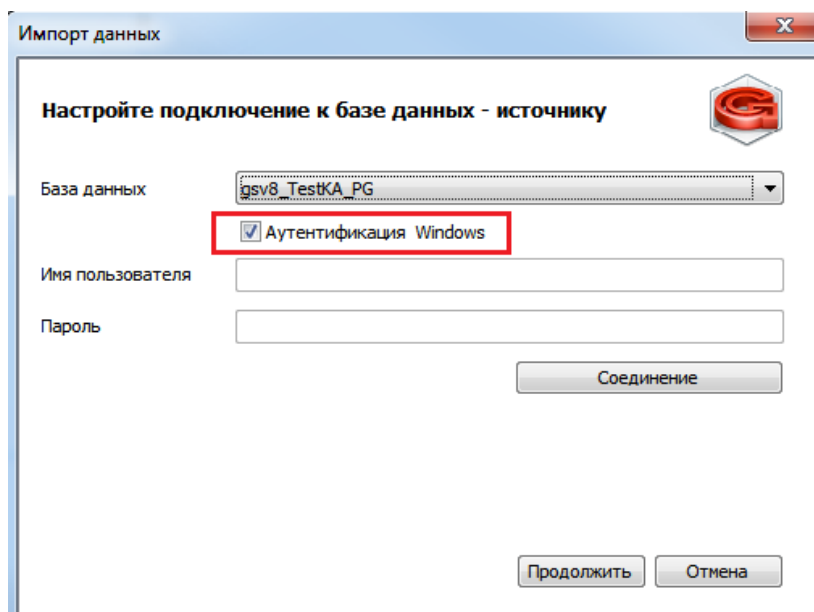 Импорт данных
Настройте подключение к базе данных - источнику
База данных
gsv8_TestKA_PG
Аутентификация Windows
Имя пользователя
Пароль
Соединение
Продолжить
Отмена